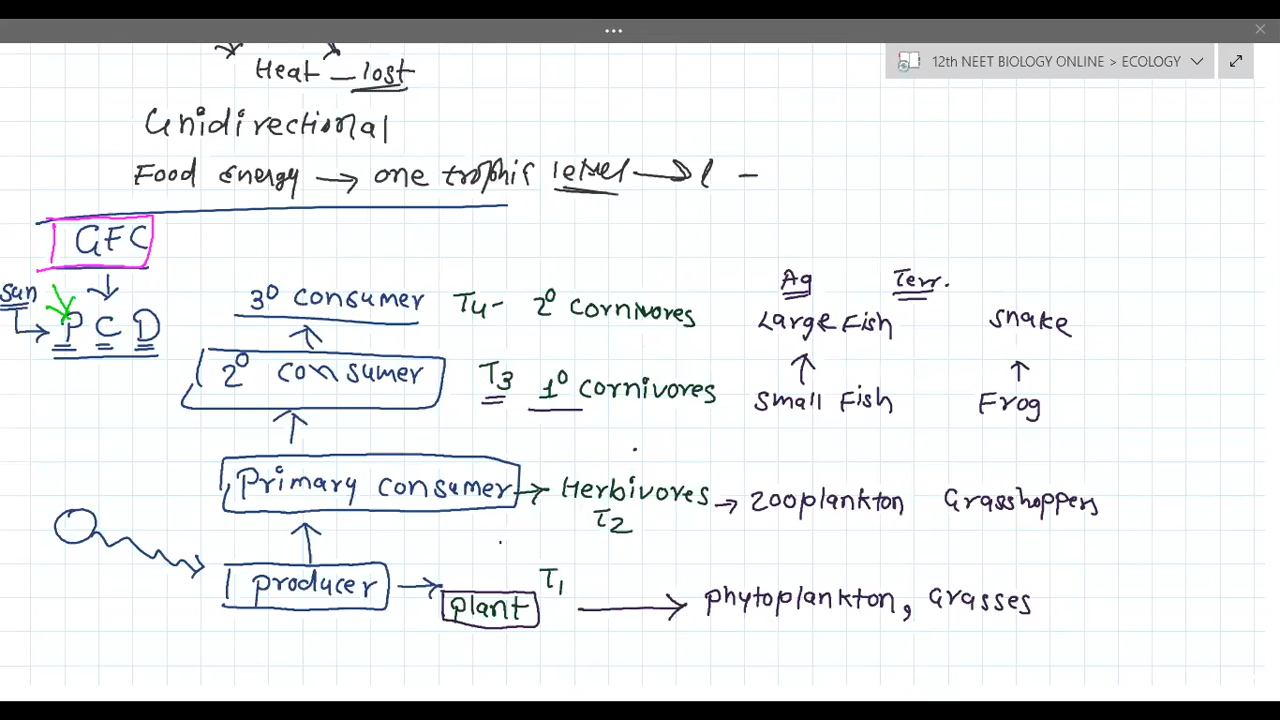 ...
12th NEET BIOLOGY ONLINE > ECOLOGY
Heat - lost
Unidirectional
Food energy → one trophic level → l -
GFC
Sun
P C D
3° consumer T4 - 2° cornivores
Aq Terr.
Large Fish snake
2° consumer T3 1° cornivores
Small Fish Frog
Primary consumer → Herbivores → zooplankton Grasshoppers
T2
producer → plant T1 → phytoplankton, Grasses